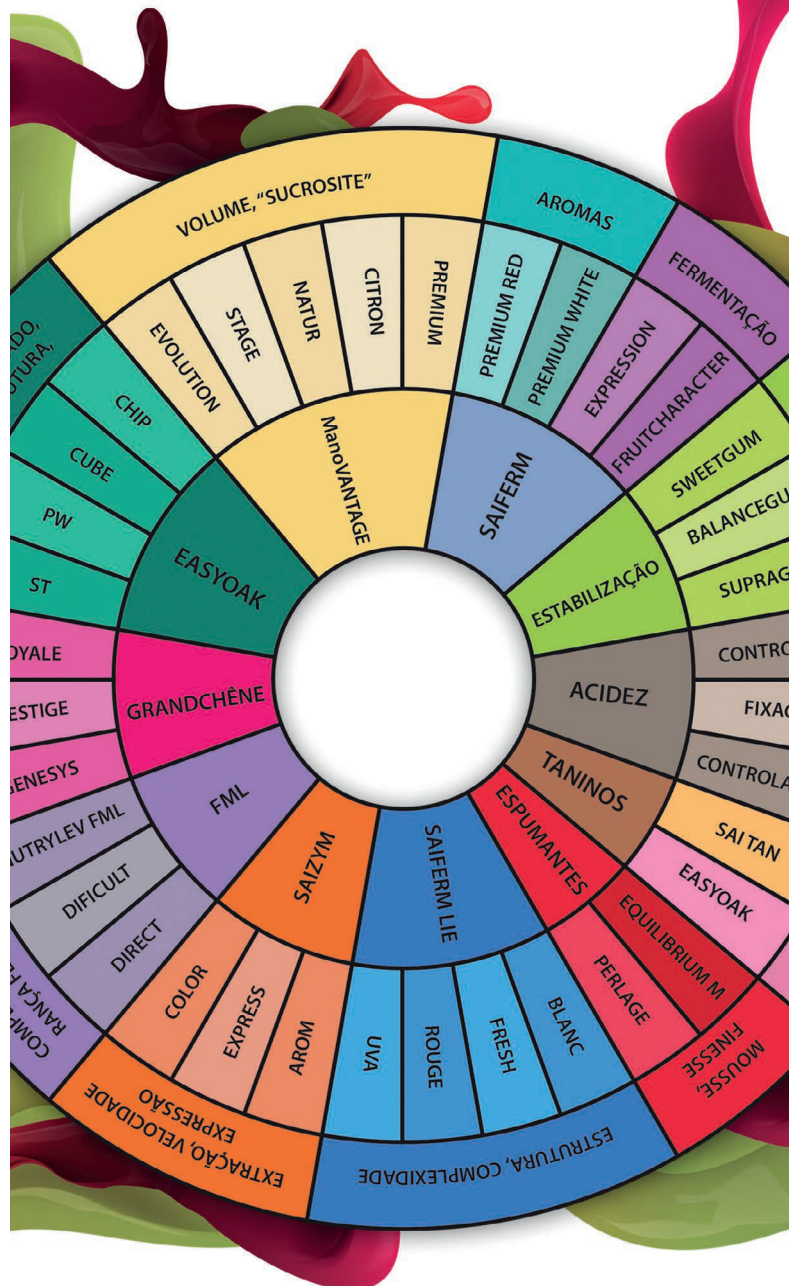 VOLUME, "SUCROSITE"
AROMAS
FERMENTAÇÃO
EVOLUTION
STAGE
NATUR
CITRON
PREMIUM
PREMIUM RED
PREMIUM WHITE
EXPRESSION
FRUITCHARACTER
ManoVANTAGE
SAIFERM
SWEETGUM
ESTABILIZAÇÃO
ACIDEZ
TANINOS
SAI TAN
EASYOAK
ESPUMANTES
EQUILIBRIUM M
PERLAGE
MOUSSE,
FINESSE
SAIFERM LIE
BLANC
FRESH
ROUGE
UVA
ESTRUTURA, COMPLEXIDADE
SAIZYM
AROM
EXPRESS
COLOR
EXTRAÇÃO, VELOCIDADE
EXPRESSÃO
FML
DIRECT
DIFICULT
FML
GRANDCHÊNE
EASYOAK
ST
PW
CUBE
CHIP